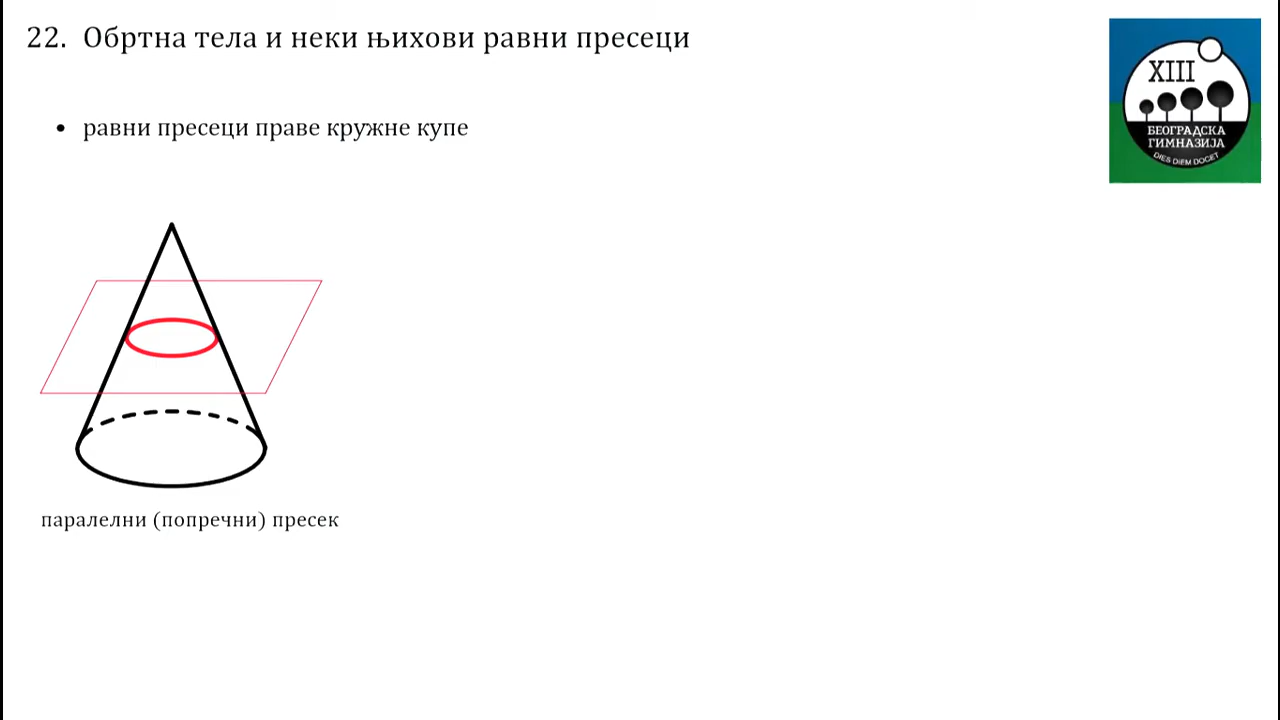 22. Обртна тела и неки њихови равни пресеци
• равни пресеци праве кружне купе
XIII
БЕОГРАДСКА
ГИМНАЗИЈА
DIES DIEM DOCET
паралелни (попречни) пресек